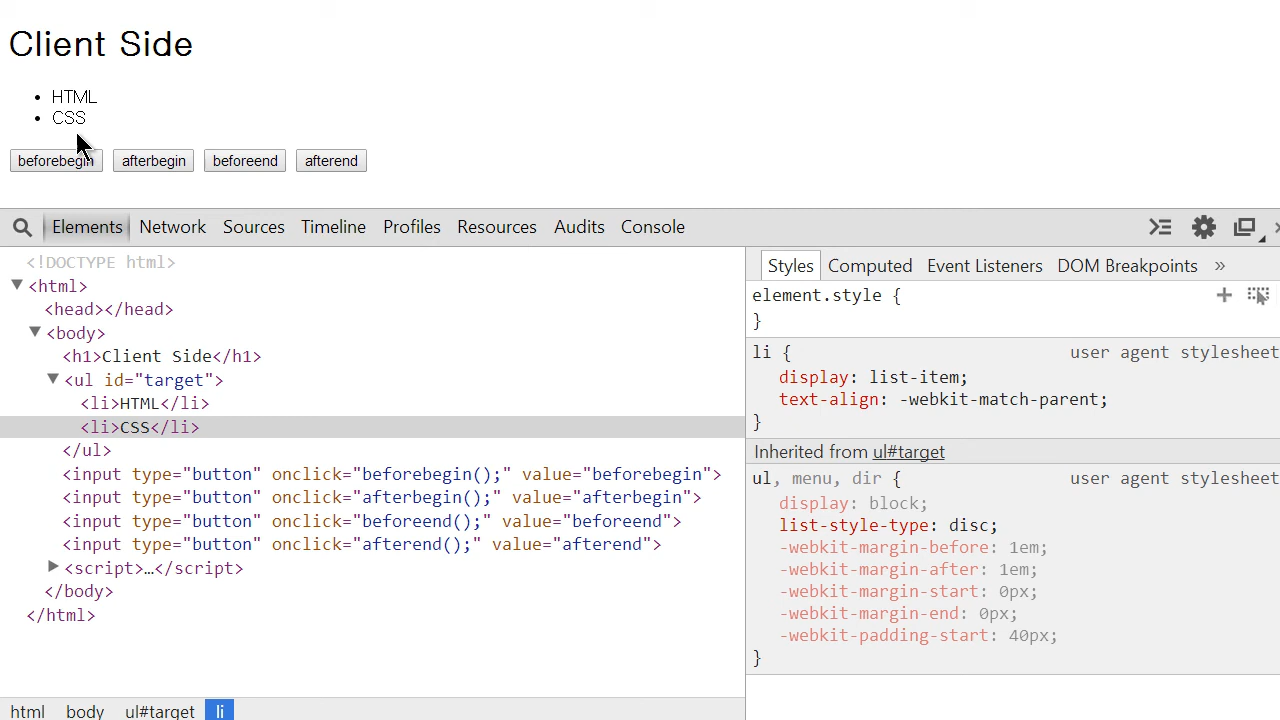 Client Side
• HTML
• CSS
beforebegin afterbegin beforeend afterend
Elements Network Sources Timeline Profiles Resources Audits Console
<!DOCTYPE html>
▼<html>
<head></head>
▼<body>
<h1>Client Side</h1>
▼<ul id="target">
<li>HTML</li>
<li>CSS</li>
</ul>
<input type="button" onclick="beforebegin();" value="beforebegin">
<input type="button" onclick="afterbegin();" value="afterbegin">
<input type="button" onclick="beforeend();" value="beforeend">
<input type="button" onclick="afterend();" value="afterend">
▶<script>…</script>
</body>
</html>
html body ul#target li
Styles Computed Event Listeners DOM Breakpoints »
element.style {
}
li { user agent stylesheet
display: list-item;
text-align: -webkit-match-parent;
}
Inherited from ul#target
ul, menu, dir { user agent stylesheet
display: block;
list-style-type: disc;
-webkit-margin-before: 1em;
-webkit-margin-after: 1em;
-webkit-margin-start: 0px;
-webkit-margin-end: 0px;
-webkit-padding-start: 40px;
}